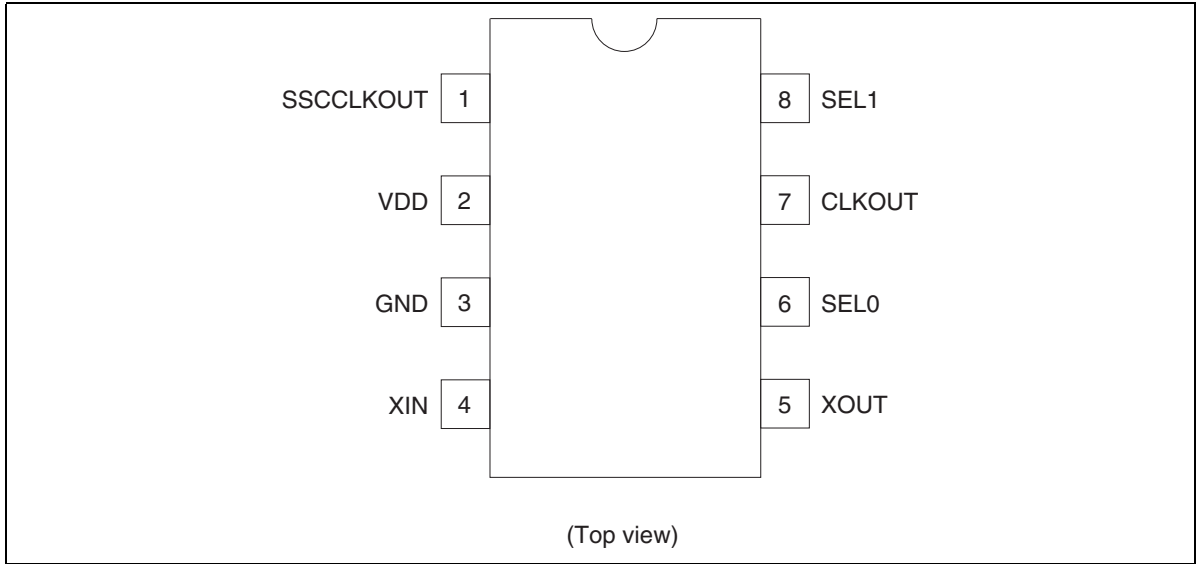 SSCCLKOUT 1 8 SEL1
VDD 2 7 CLKOUT
GND 3 6 SEL0
XIN 4 5 XOUT
(Top view)